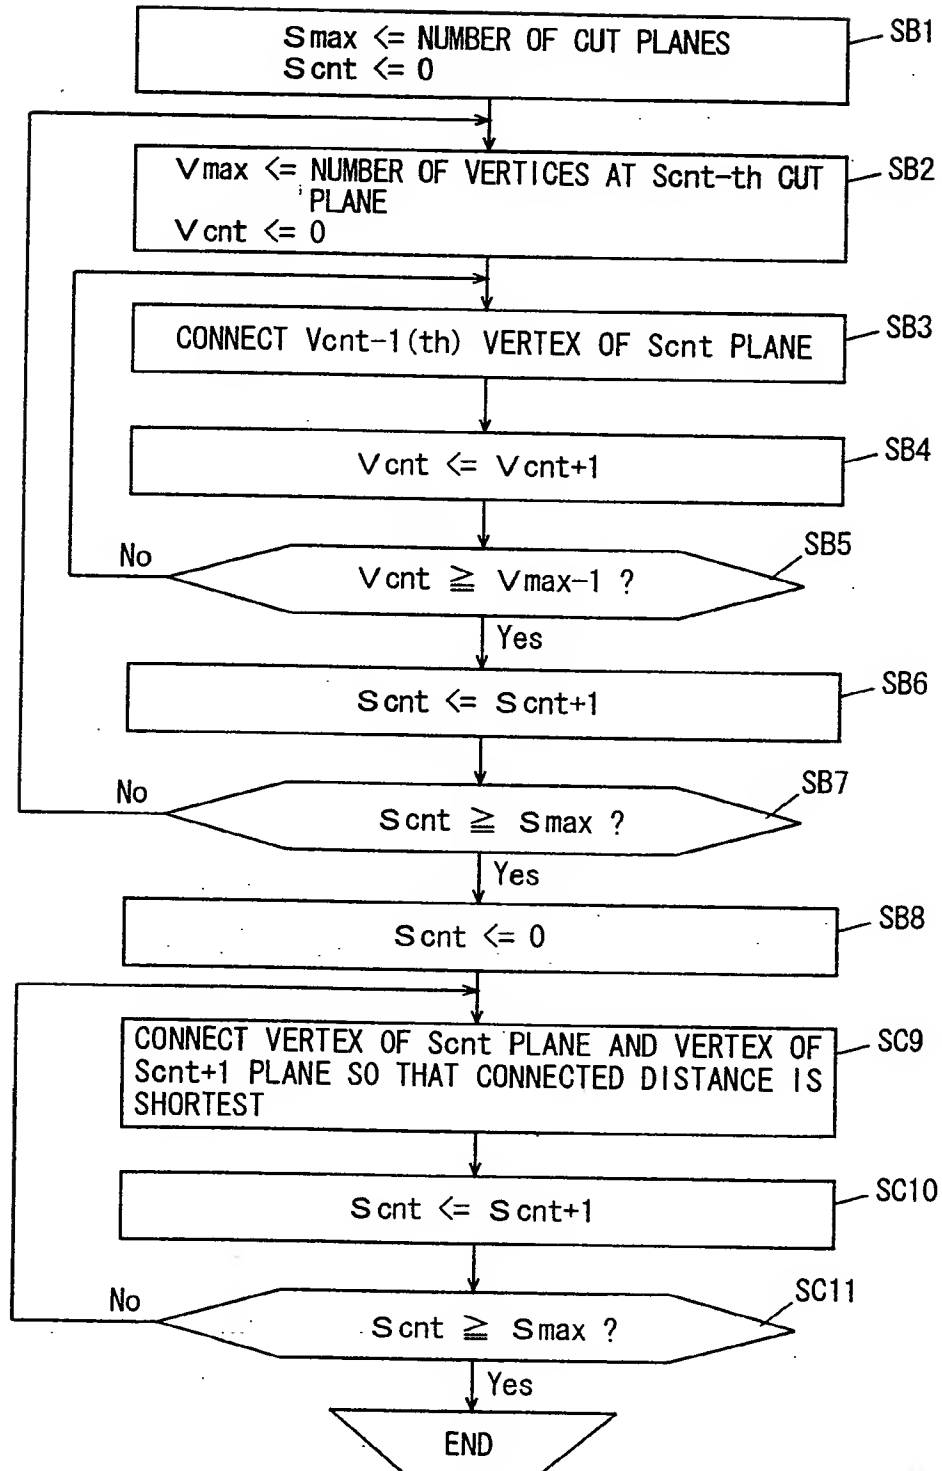 Smax <= NUMBER OF CUT PLANES
Scnt <= 0
SB1
Vmax <= NUMBER OF VERTICES AT Scnt-th CUT
PLANE
Vcnt <= 0
SB2
CONNECT Vcnt-1(th) VERTEX OF Scnt PLANE
SB3
Vcnt <= Vcnt+1
SB4
No
Vcnt ≧ Vmax-1 ?
SB5
Yes
Scnt <= Scnt+1
SB6
No
Scnt ≧ Smax ?
SB7
Yes
Scnt <= 0
SB8
CONNECT VERTEX OF Scnt PLANE AND VERTEX OF
Scnt+1 PLANE SO THAT CONNECTED DISTANCE IS
SHORTEST
SC9
Scnt <= Scnt+1
SC10
No
Scnt ≧ Smax ?
SC11
Yes
END